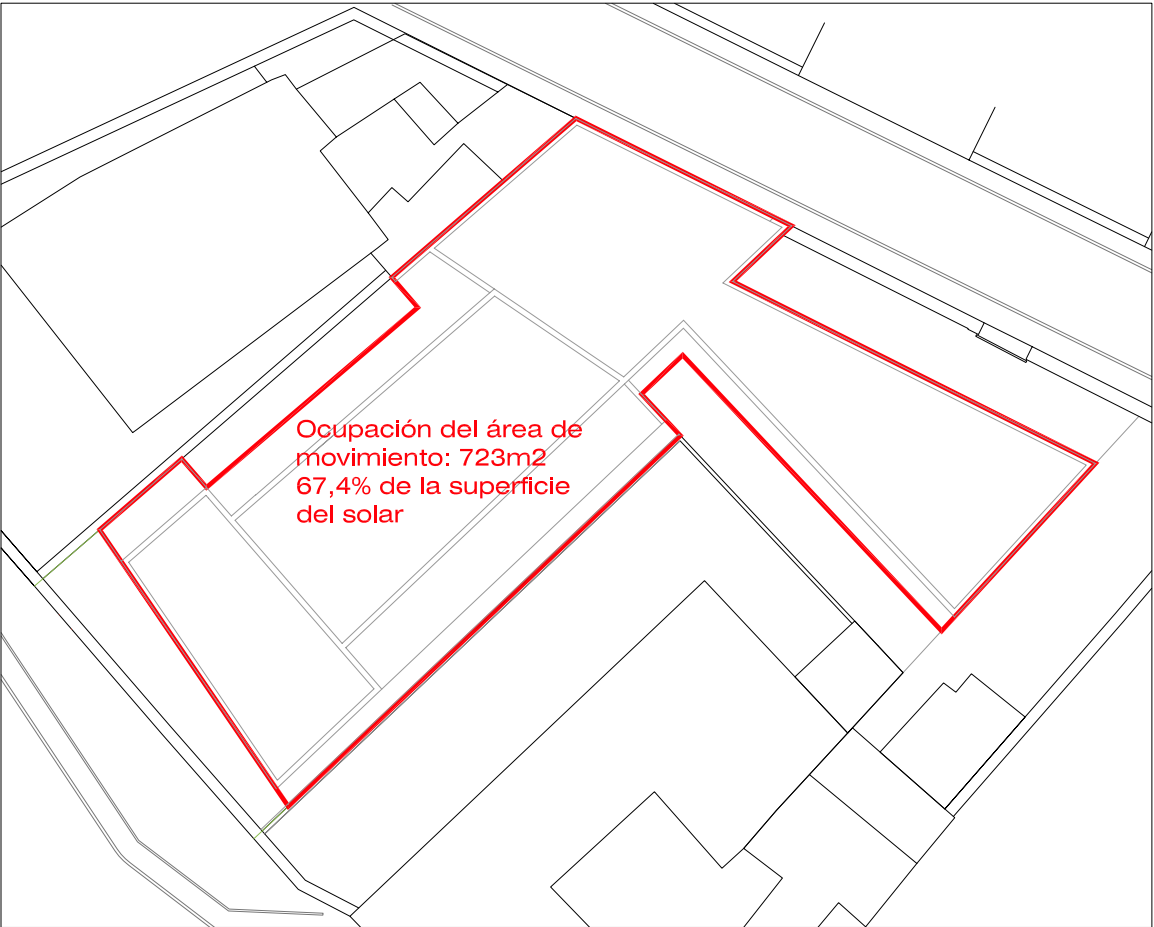 Ocupación del área de
movimiento: 723m2
67,4% de la superficie
del solar